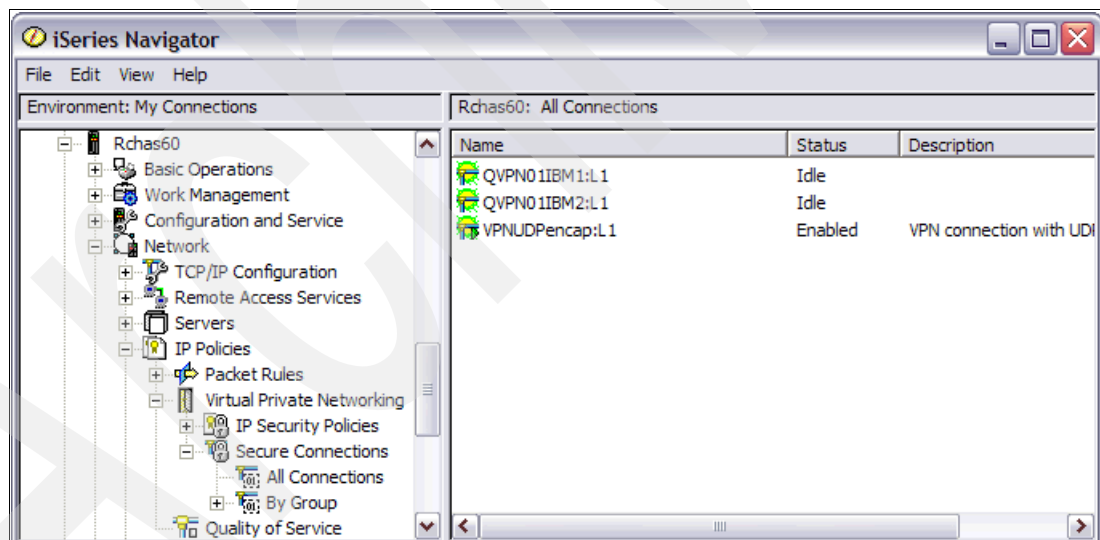 iSeries Navigator
File Edit View Help
Environment: My Connections
Rchas60: All Connections
Rchas60
Basic Operations
Work Management
Configuration and Service
Network
TCP/IP Configuration
Remote Access Services
Servers
IP Policies
Packet Rules
Virtual Private Networking
IP Security Policies
Secure Connections
All Connections
By Group
Quality of Service
Name Status Description
QVPN01IBM1:L1 Idle
QVPN01IBM2:L1 Idle
VPNUDPencap:L1 Enabled VPN connection with UD